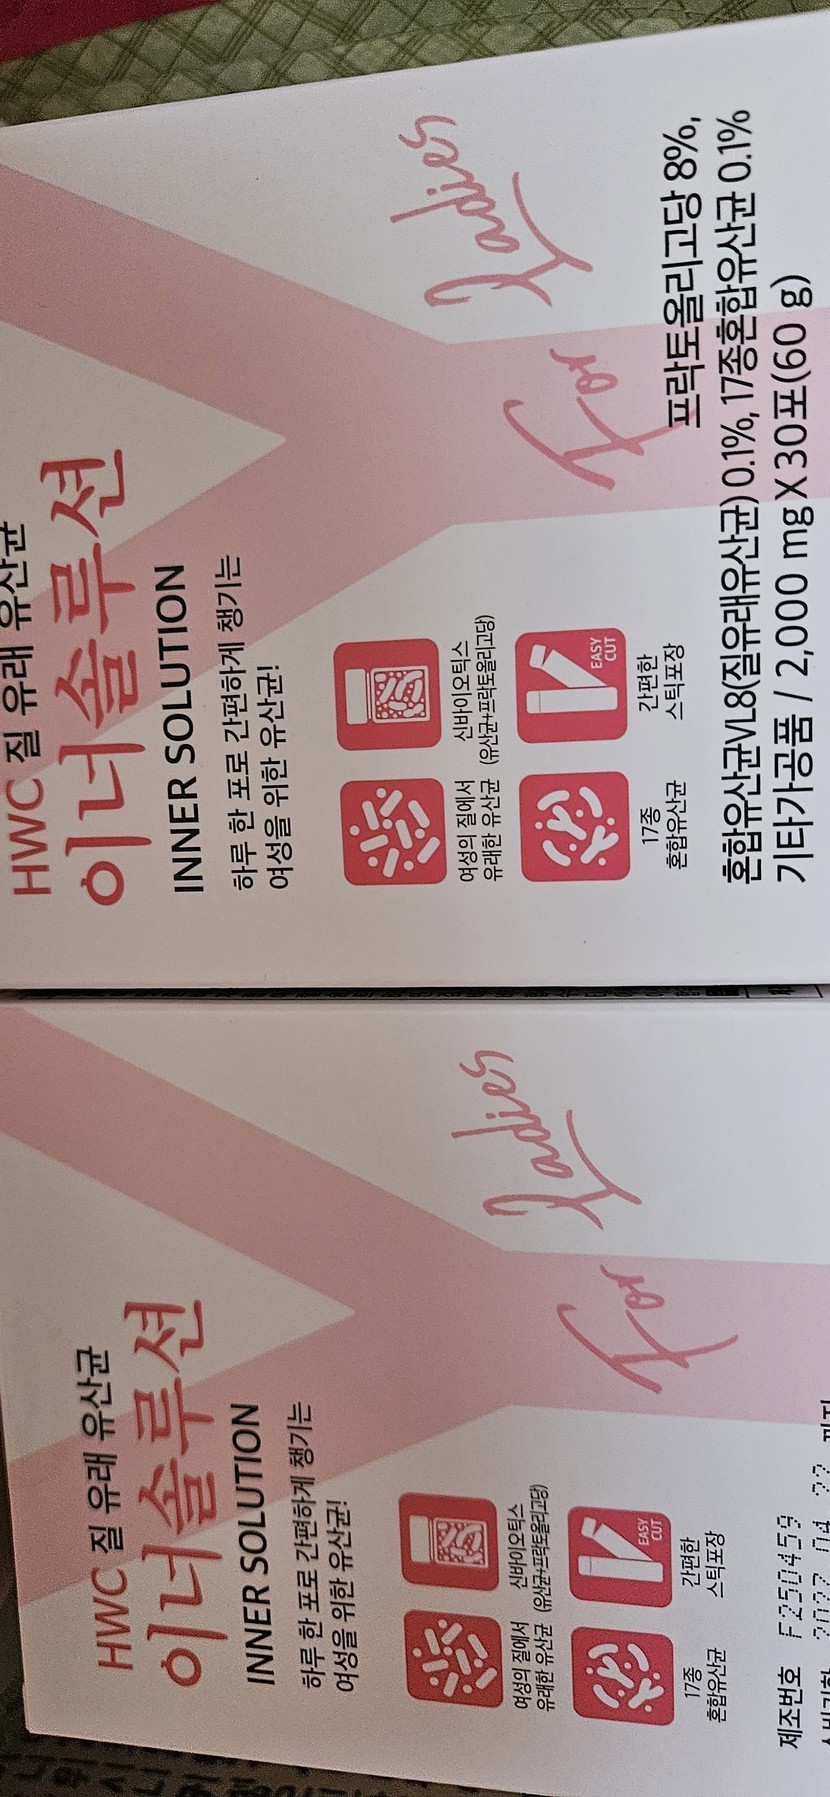 HWC 질 유래 유산균
이너솔루션
INNER SOLUTION
하루 한 포로 간편하게 챙기는
여성을 위한 유산균!
여성의 질에서
유래한 유산균
신바이오틱스
(유산균+프락토올리고당)
17종
혼합유산균
EASY
CUT
간편한
스틱포장
For Ladies
프락토올리고당 8%,
혼합유산균VL8(질유래유산균) 0.1%, 17종혼합유산균 0.1%
기타가공품 / 2,000 mg X 30포(60 g)
HWC 질 유래 유산균
이너솔루션
INNER SOLUTION
하루 한 포로 간편하게 챙기는
여성을 위한 유산균!
여성의 질에서
유래한 유산균
신바이오틱스
(유산균+프락토올리고당)
17종
혼합유산균
EASY
CUT
간편한
스틱포장
For Ladies
제조번호 F250459